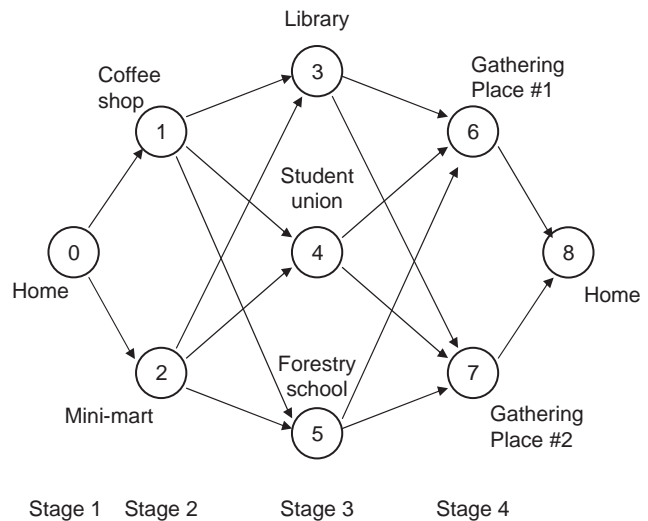 Library
3
Coffee
shop
1
Gathering
Place #1
6
Student
union
4
0
Home
8
Home
2
Mini-mart
Forestry
school
5
7
Gathering
Place #2
Stage 1 Stage 2 Stage 3 Stage 4